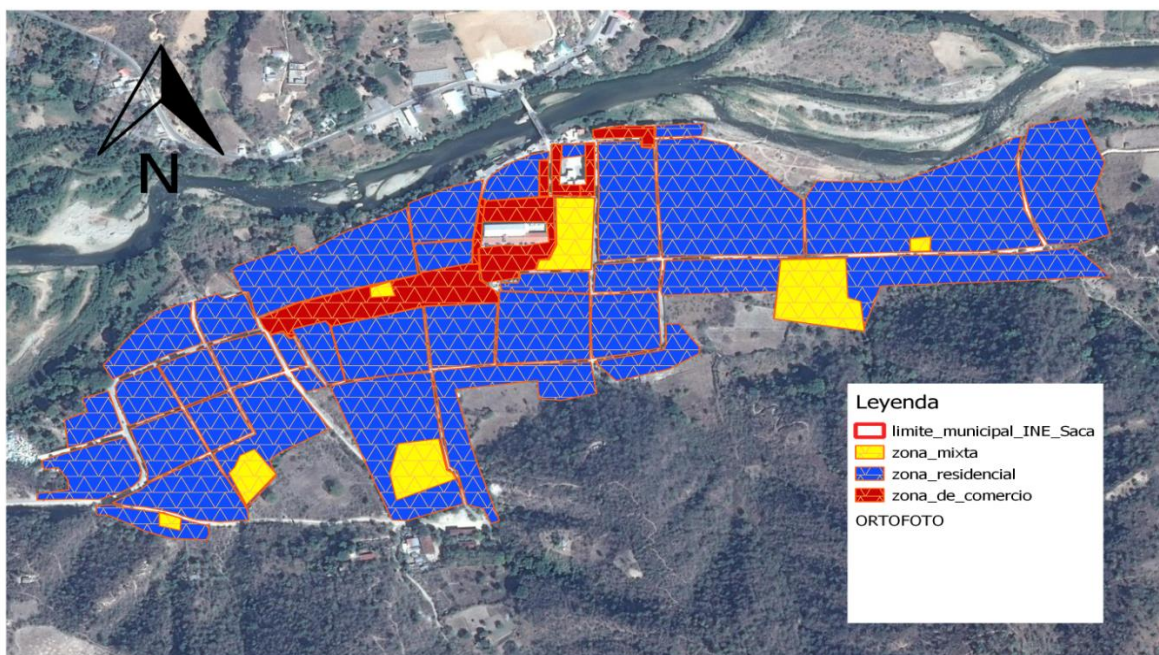 N
Leyenda
limite_municipal_INE_Saca
zona_mixta
zona_residencial
zona_de_comercio
ORTOFOTO